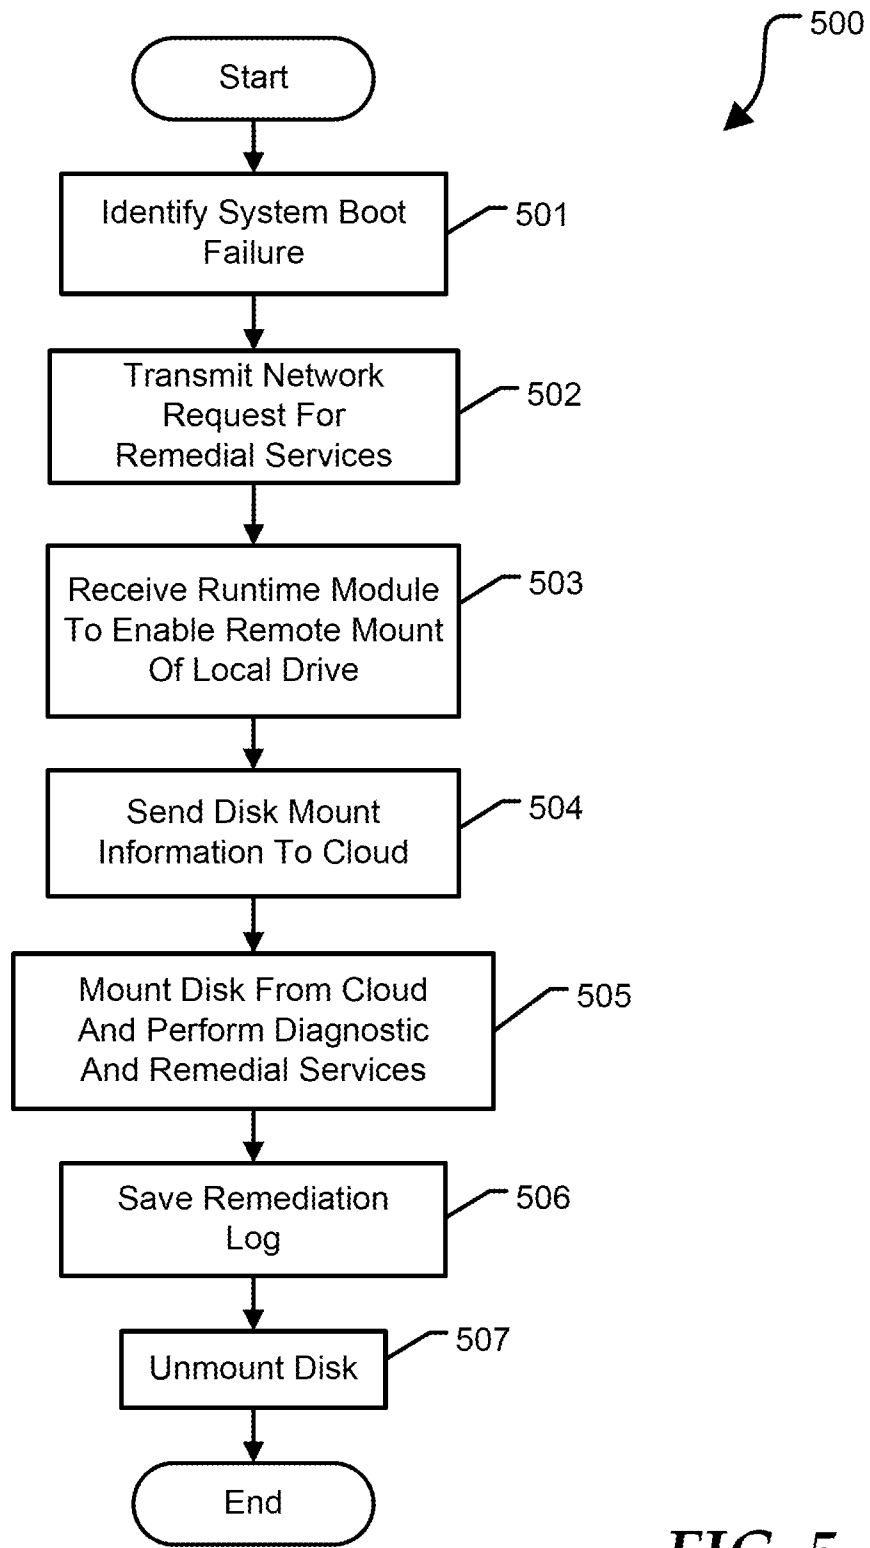 500
Start
Identify System Boot
Failure
501
Transmit Network
Request For
Remedial Services
502
Receive Runtime Module
To Enable Remote Mount
Of Local Drive
503
Send Disk Mount
Information To Cloud
504
Mount Disk From Cloud
And Perform Diagnostic
And Remedial Services
505
Save Remediation
Log
506
Unmount Disk
507
End
FIG. 5